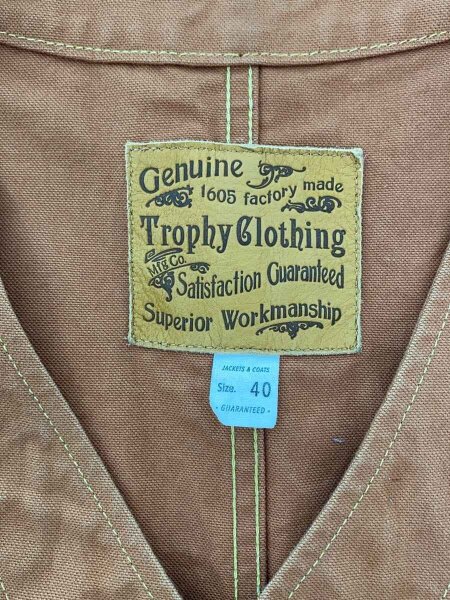 Genuine
1605 factory made
Trophy Clothing
Mfg Co.
Satisfaction Guaranteed
Superior Workmanship
JACKETS & COATS
Size. 40
- GUARANTEED -